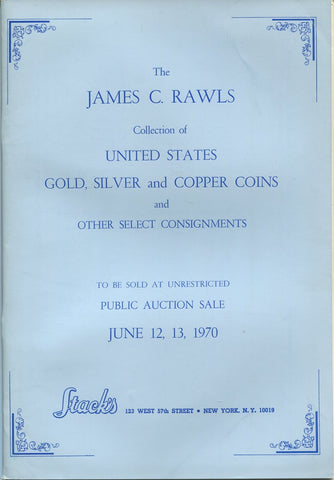 The
JAMES C. RAWLS
Collection of
UNITED STATES
GOLD, SILVER and COPPER COINS
and
OTHER SELECT CONSIGNMENTS
TO BE SOLD AT UNRESTRICTED
PUBLIC AUCTION SALE
JUNE 12, 13, 1970
Stack's 123 WEST 57th STREET • NEW YORK, N. Y. 10019